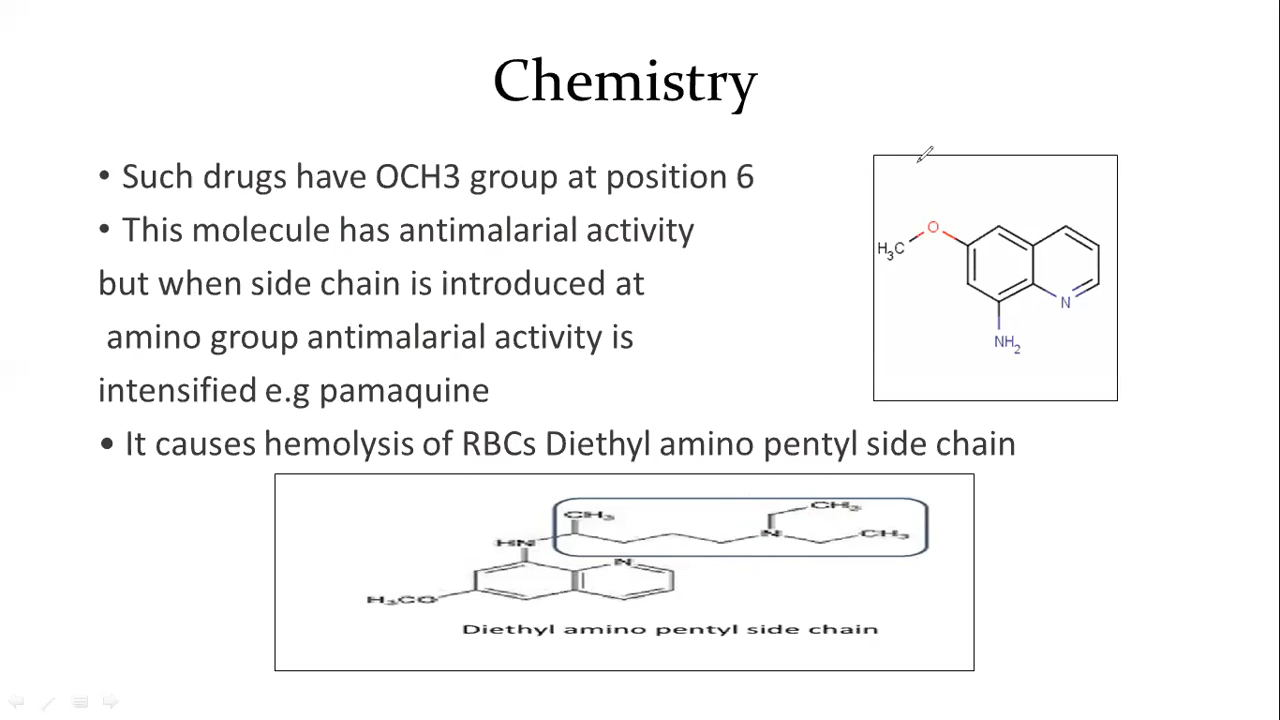 Chemistry
• Such drugs have OCH3 group at position 6
• This molecule has antimalarial activity
but when side chain is introduced at
amino group antimalarial activity is
intensified e.g pamaquine
• It causes hemolysis of RBCs Diethyl amino pentyl side chain
O
H3C
N
NH2
CH3
CH3
HN
N
CH3
N
H3CO
Diethyl amino pentyl side chain